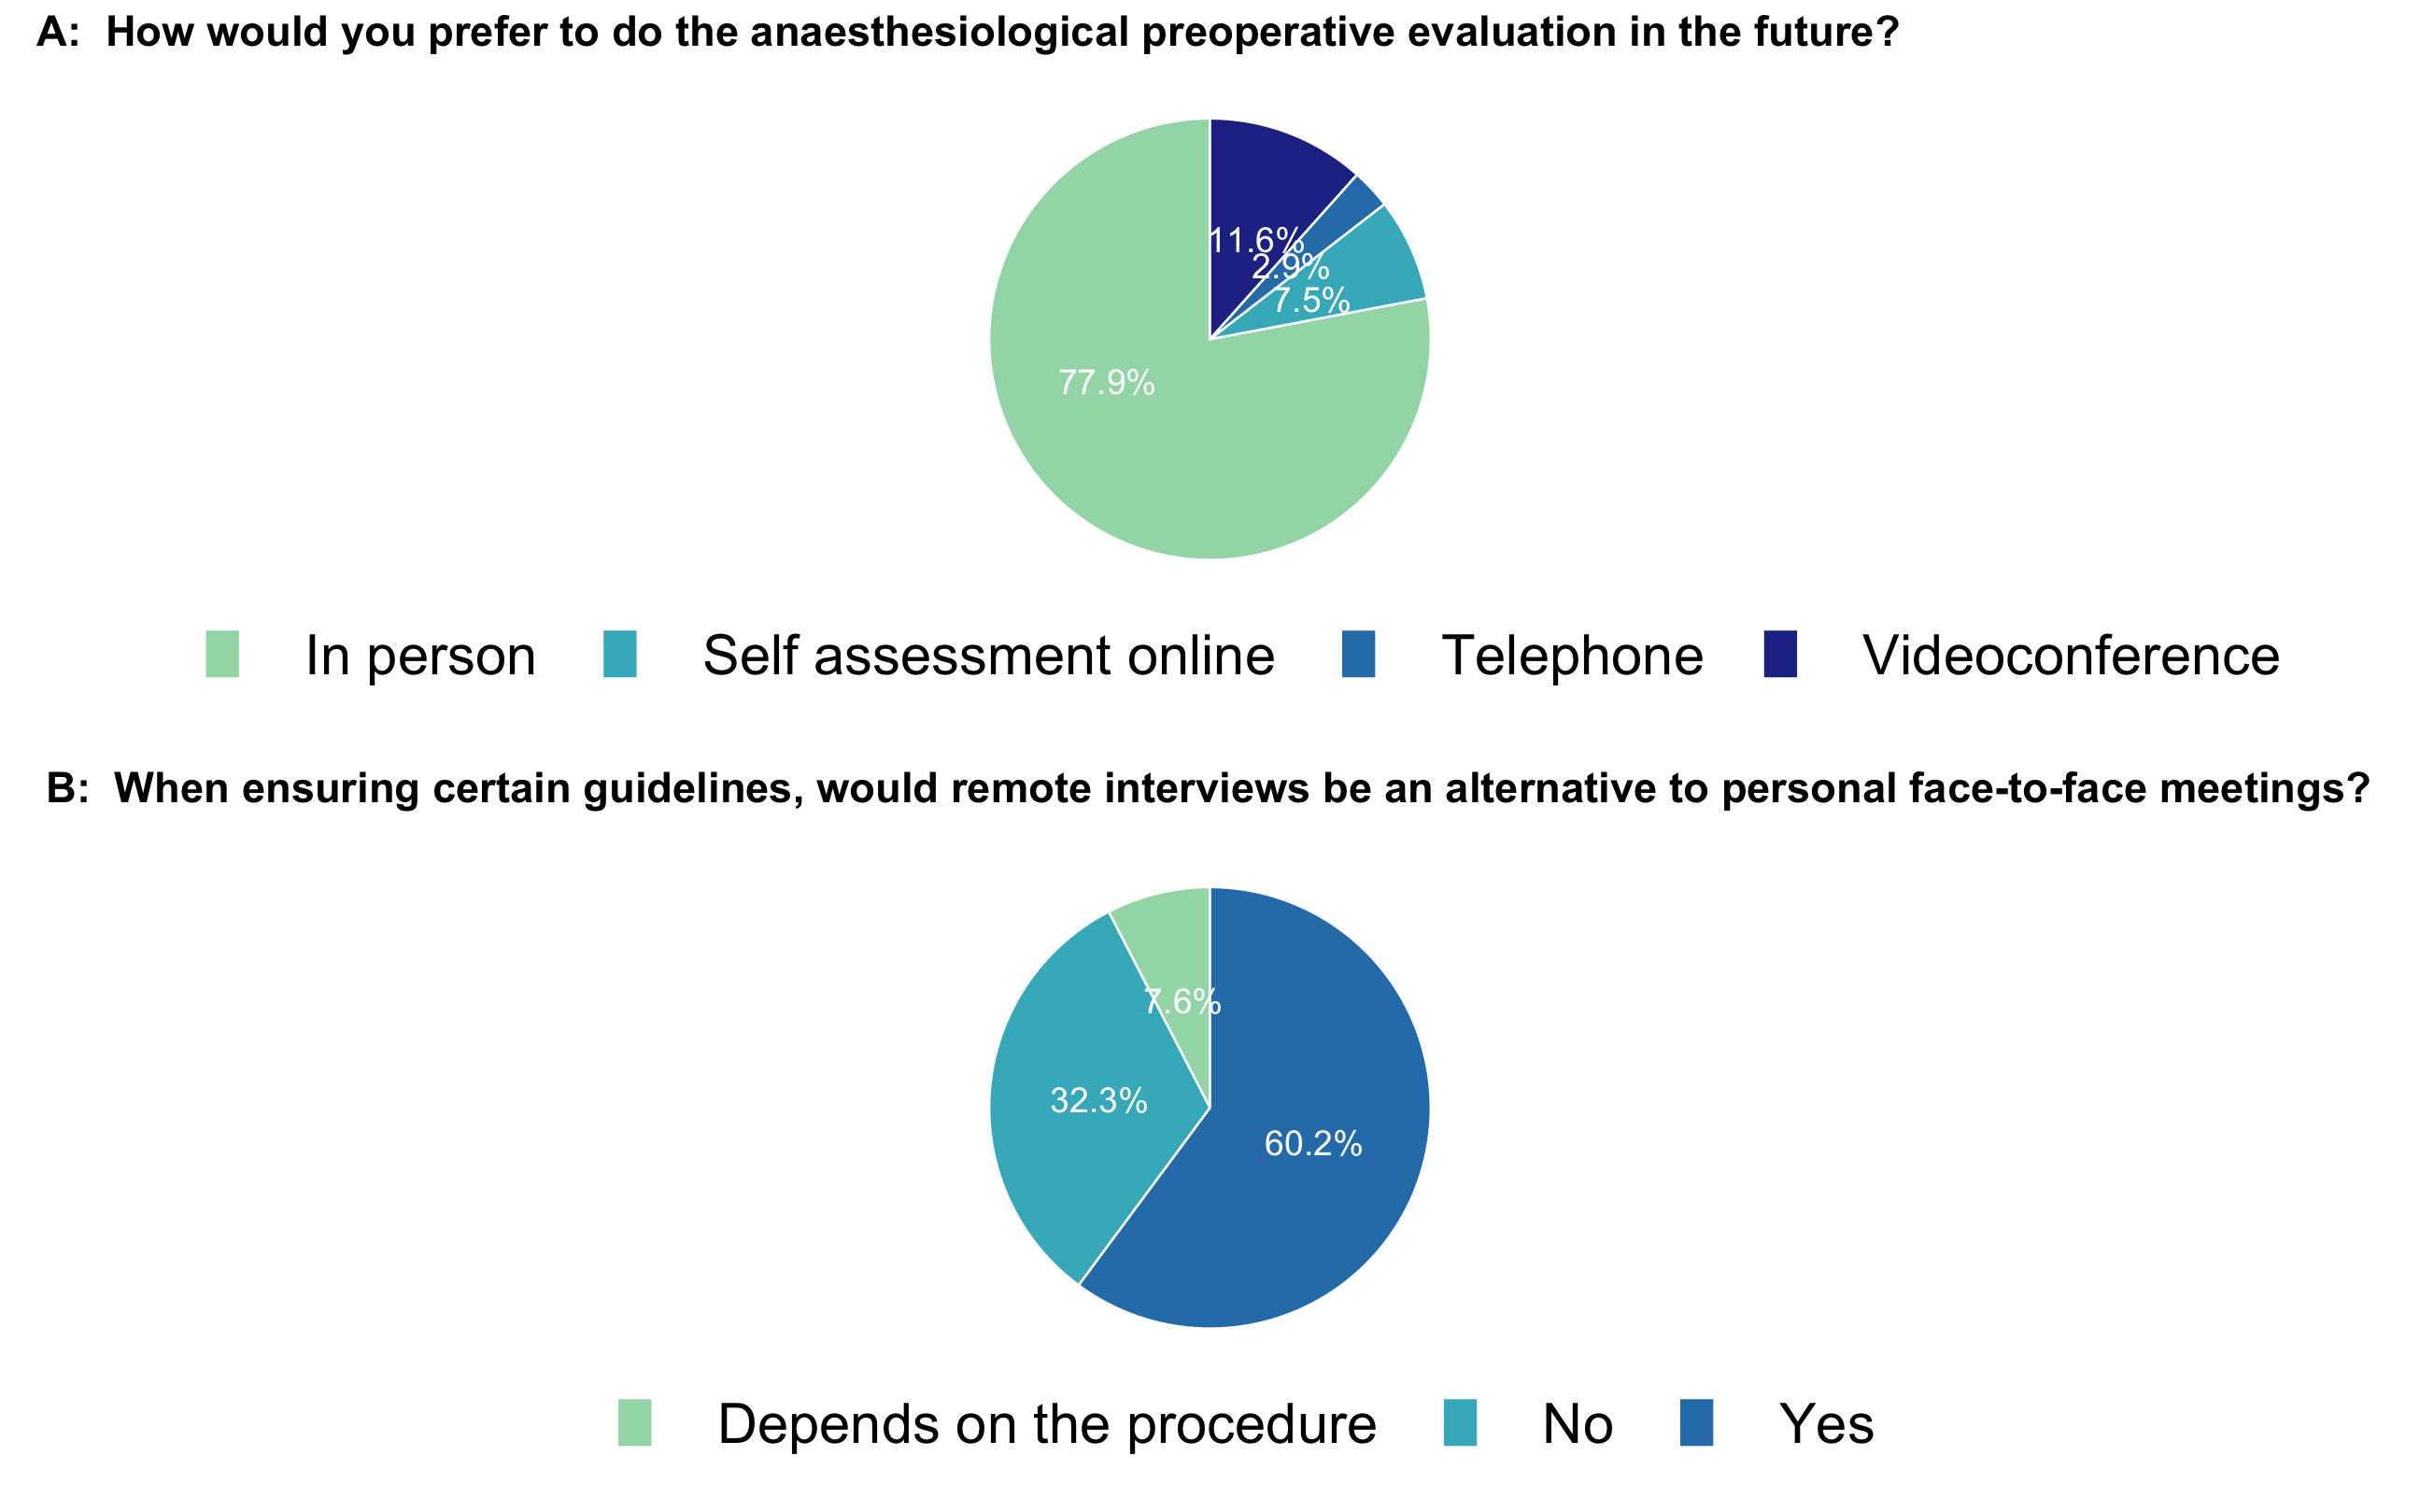 A: How would you prefer to do the anaesthesiological preoperative evaluation in the future?
11.6%
2.9%
7.5%
77.9%
In person Self assessment online Telephone Videoconference
B: When ensuring certain guidelines, would remote interviews be an alternative to personal face-to-face meetings?
7.6%
32.3%
60.2%
Depends on the procedure No Yes